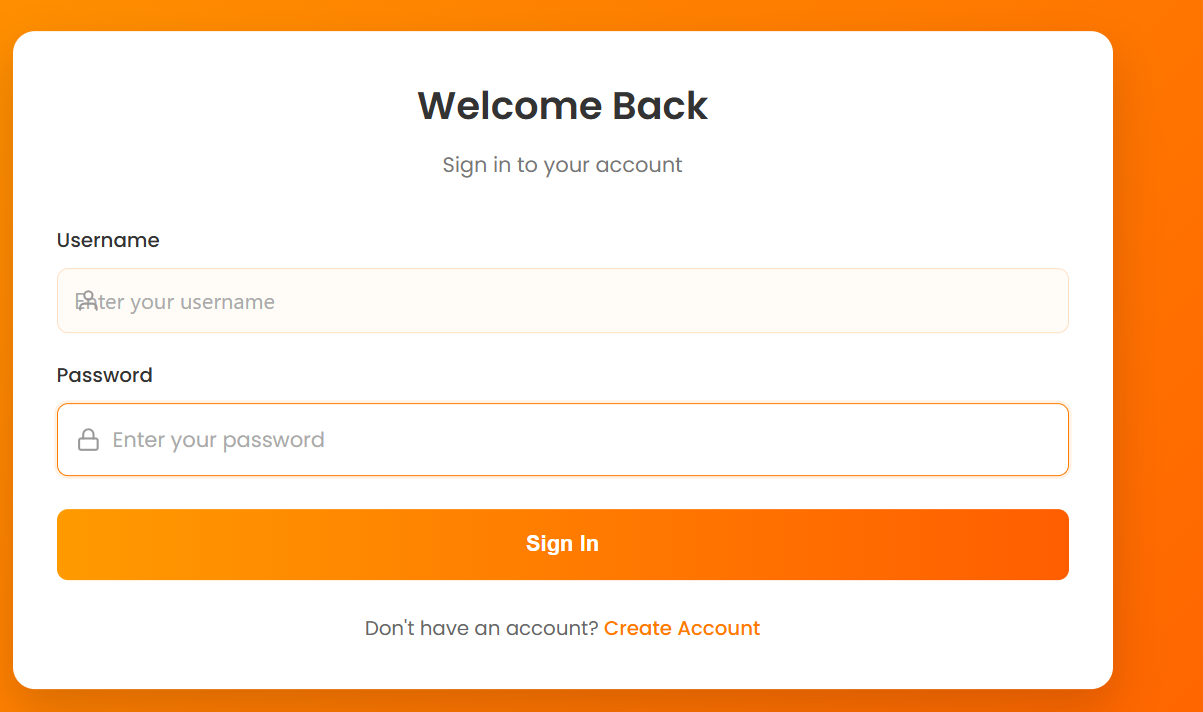 Welcome Back
Sign in to your account
Username
Enter your username
Password
Enter your password
Sign In
Don't have an account? Create Account